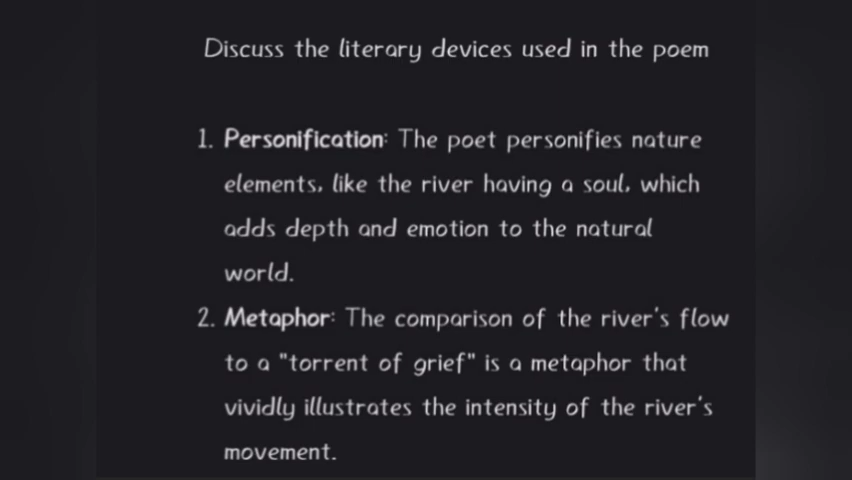 Discuss the literary devices used in the poem
1. Personification: The poet personifies nature
elements, like the river having a soul, which
adds depth and emotion to the natural
world.
2. Metaphor: The comparison of the river's flow
to a "torrent of grief" is a metaphor that
vividly illustrates the intensity of the river's
movement.